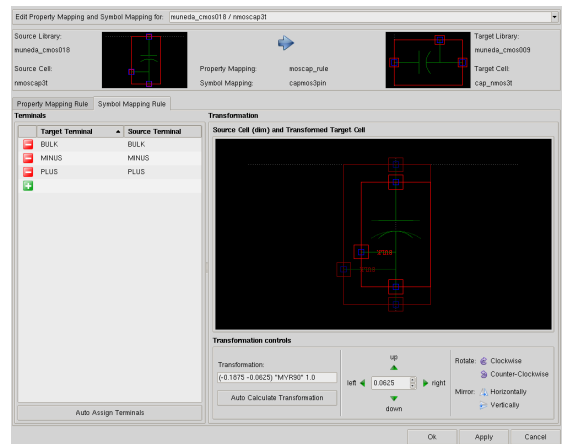 Edit Property Mapping and Symbol Mapping for: muneda_cmos018 / nmoscap3t
Source Library:
muneda_cmos018
Source Cell:
nmoscap3t
Property Mapping: moscap_rule
Symbol Mapping: capmos3pin
Target Library:
muneda_cmos009
Target Cell:
cap_nmos3t
Property Mapping Rule Symbol Mapping Rule
Terminals
Target Terminal Source Terminal
BULK BULK
MINUS MINUS
PLUS PLUS
Auto Assign Terminals
Transformation
Source Cell (dim) and Transformed Target Cell
Transformation controls
Transformation:
(-0.1875 -0.0625) "MYR90" 1.0
Auto Calculate Transformation
up
left 0.0625 right
down
Rotate: Clockwise
Counter-Clockwise
Mirror: Horizontally
Vertically
Ok Apply Cancel